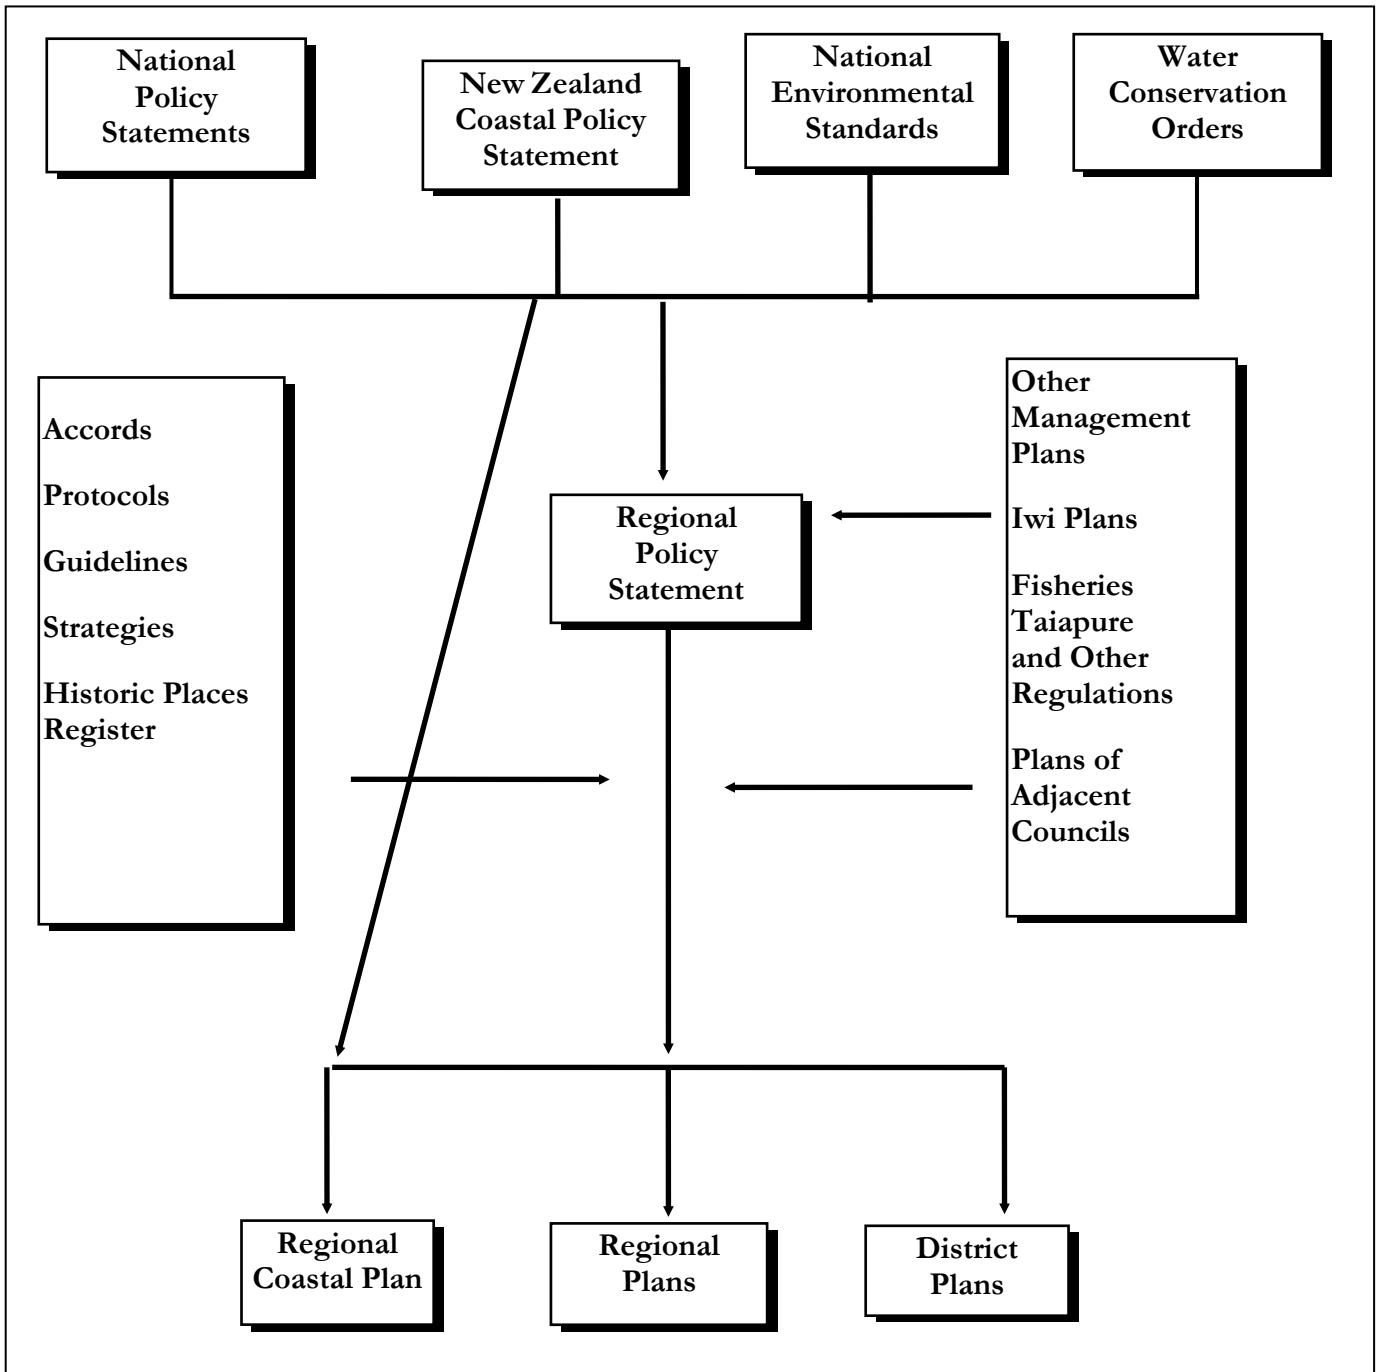 National
Policy
Statements
New Zealand
Coastal Policy
Statement
National
Environmental
Standards
Water
Conservation
Orders
Accords
Protocols
Guidelines
Strategies
Historic Places
Register
Regional
Policy
Statement
Other
Management
Plans
Iwi Plans
Fisheries
Taiapure
and Other
Regulations
Plans of
Adjacent
Councils
Regional
Coastal Plan
Regional
Plans
District
Plans